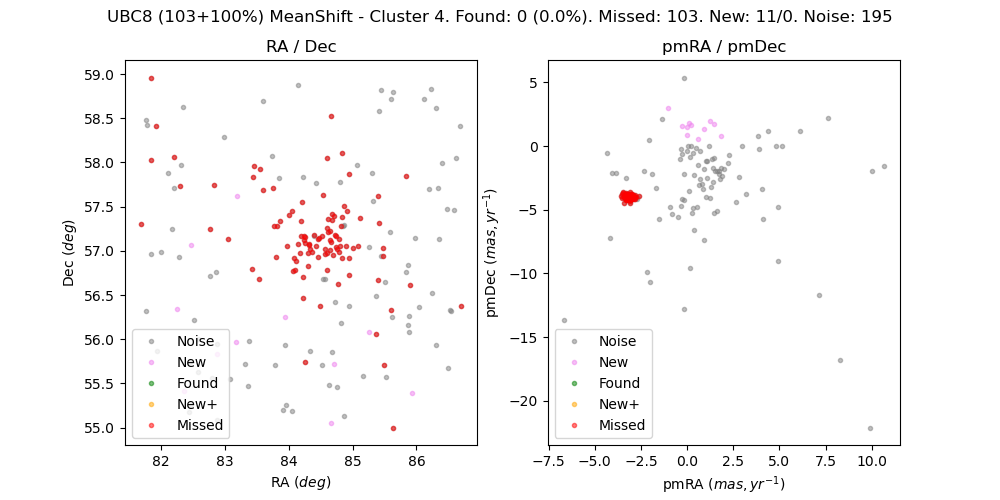 UBC8 (103+100%) MeanShift - Cluster 4. Found: 0 (0.0%). Missed: 103. New: 11/0. Noise: 195
RA / Dec
59.0
58.5
58.0
57.5
57.0
56.5
56.0
55.5
55.0
Dec (deg)
Noise
New
Found
New+
Missed
82
83
84
85
86
RA (deg)
pmRA / pmDec
5
0
−5
−10
−15
−20
pmDec (mas, yr⁻¹)
Noise
New
Found
New+
Missed
−7.5
−5.0
−2.5
0.0
2.5
5.0
7.5
10.0
pmRA (mas, yr⁻¹)